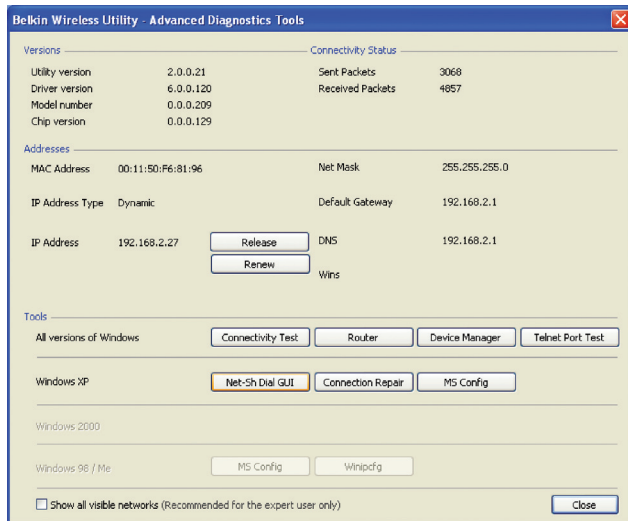 Belkin Wireless Utility - Advanced Diagnostics Tools
Versions
Utility version 2.0.0.21
Driver version 6.0.0.120
Model number 0.0.0.209
Chip version 0.0.0.129
Connectivity Status
Sent Packets 3068
Received Packets 4857
Addresses
MAC Address 00:11:50:F6:81:96
IP Address Type Dynamic
IP Address 192.168.2.27
Release
Renew
Net Mask 255.255.255.0
Default Gateway 192.168.2.1
DNS 192.168.2.1
Wins
Tools
All versions of Windows Connectivity Test Router Device Manager Telnet Port Test
Windows XP Net-Sh Dial GUI Connection Repair MS Config
Windows 2000
Windows 98 / Me MS Config Winipcfg
Show all visible networks (Recommended for the expert user only) Close